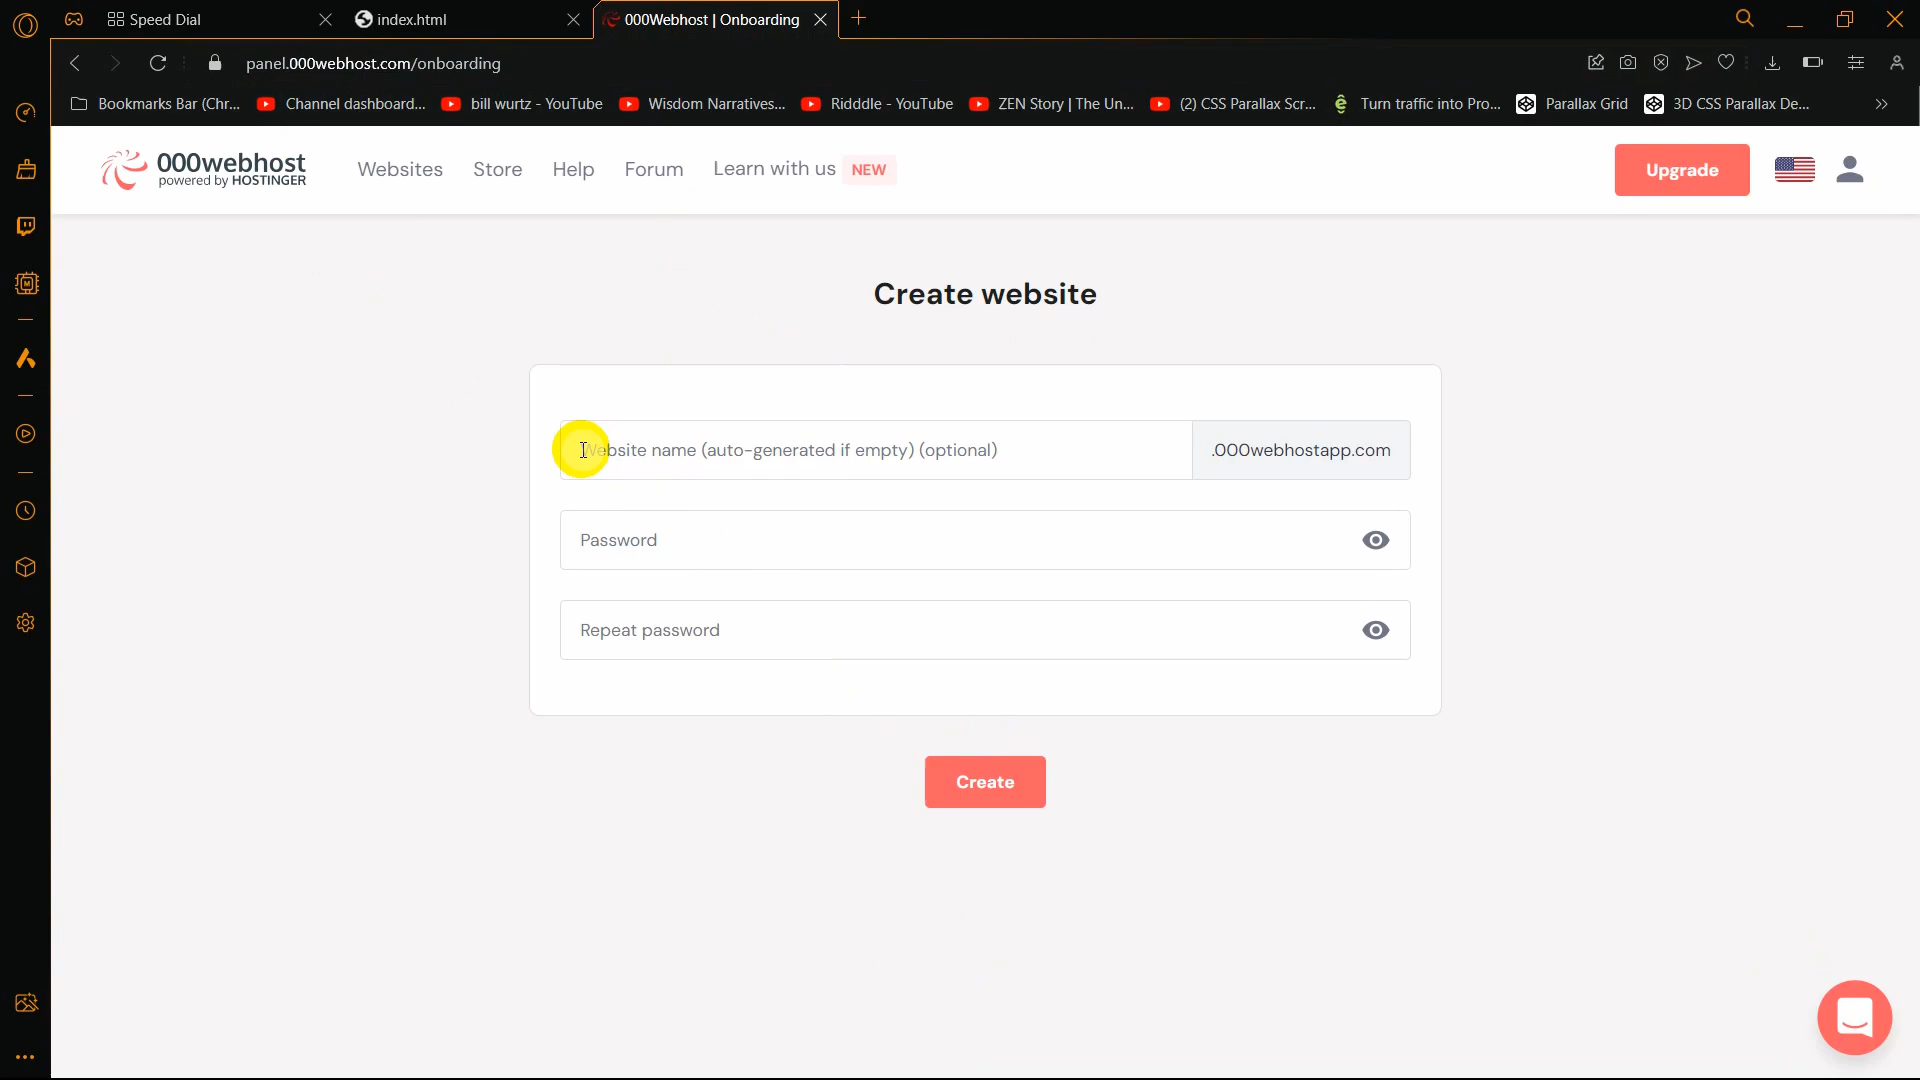 Speed Dial
index.html
000Webhost | Onboarding
panel.000webhost.com/onboarding
Bookmarks Bar (Chr...
Channel dashboard...
bill wurtz - YouTube
Wisdom Narratives...
Ridddle - YouTube
ZEN Story | The Un...
(2) CSS Parallax Scr...
Turn traffic into Pro...
Parallax Grid
3D CSS Parallax De...
000webhost
powered by HOSTINGER
Websites
Store
Help
Forum
Learn with us
NEW
Upgrade
Create website
Website name (auto-generated if empty) (optional)
.000webhostapp.com
Password
Repeat password
Create